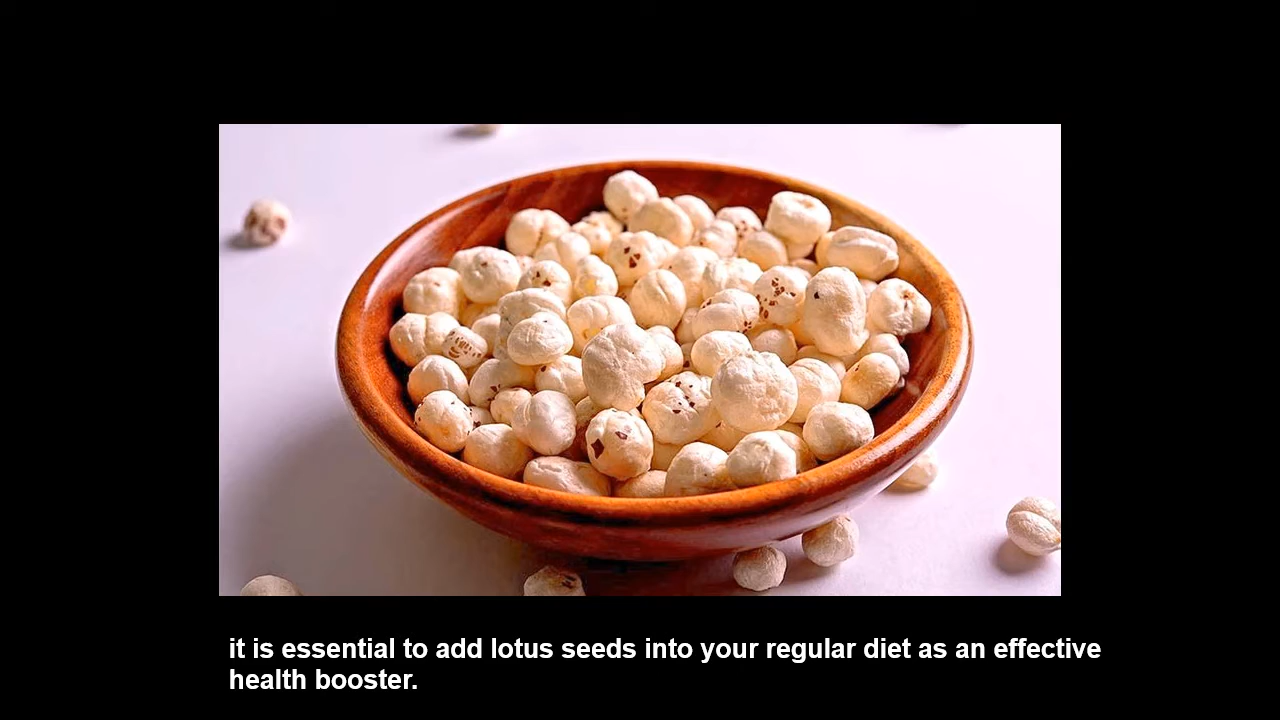 it is essential to add lotus seeds into your regular diet as an effective
health booster.